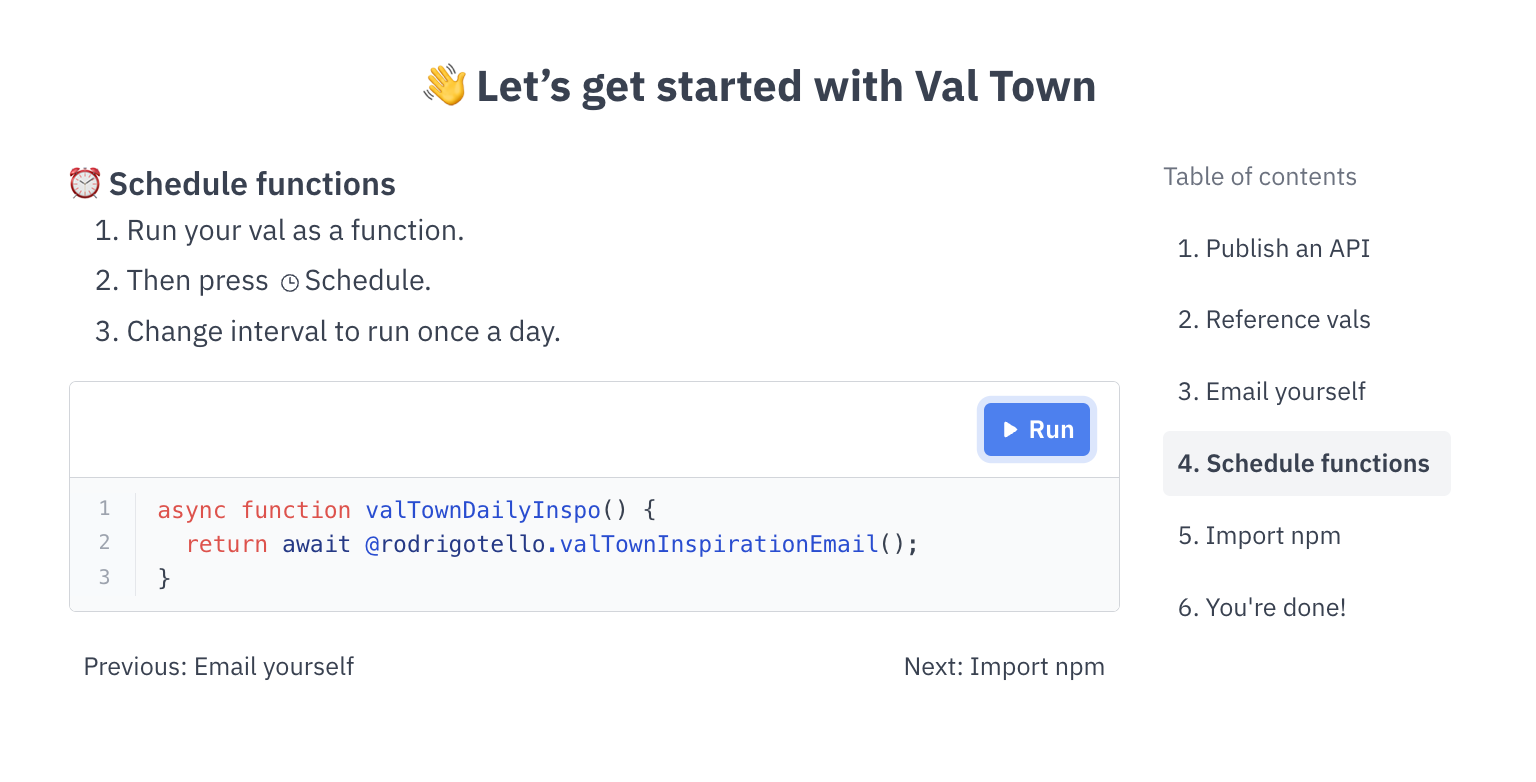 👋 Let’s get started with Val Town
⏰ Schedule functions
1. Run your val as a function.
2. Then press Schedule.
3. Change interval to run once a day.
Run
1 async function valTownDailyInspo() {
2   return await @rodrigotello.valTownInspirationEmail();
3 }
Previous: Email yourself
Next: Import npm
Table of contents
1. Publish an API
2. Reference vals
3. Email yourself
4. Schedule functions
5. Import npm
6. You're done!